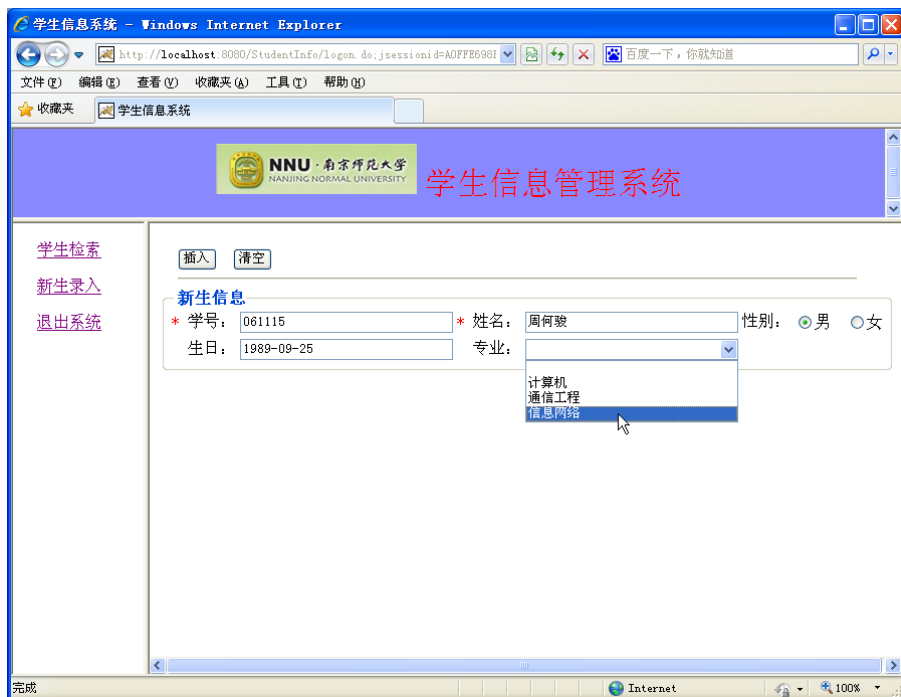 学生信息系统 - Windows Internet Explorer
http://localhost:8080/StudentInfo/logon.do;jsessionid=A0FFE698 百度一下，你就知道
文件(F) 编辑(E) 查看(V) 收藏夹(A) 工具(T) 帮助(H)
收藏夹 学生信息系统
NNU·南京师范大学
NANJING NORMAL UNIVERSITY
学生信息管理系统
学生检索
新生录入
退出系统
插入 清空
新生信息
* 学号： 061115 * 姓名： 周何骏 性别： 男 女
生日： 1989-09-25 专业：
计算机
通信工程
信息网络
完成 Internet 100%